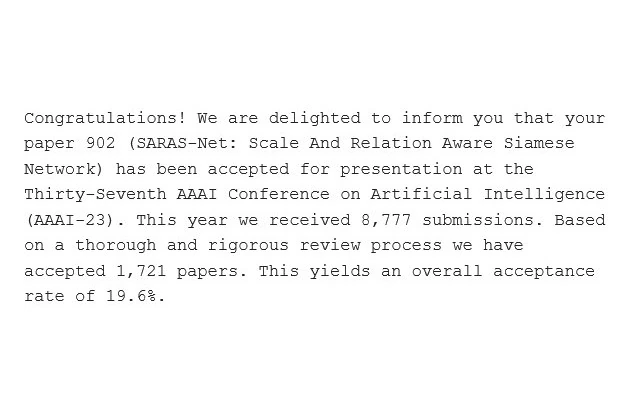 Congratulations! We are delighted to inform you that your
paper 902 (SARAS-Net: Scale And Relation Aware Siamese
Network) has been accepted for presentation at the
Thirty-Seventh AAAI Conference on Artificial Intelligence
(AAAI-23). This year we received 8,777 submissions. Based
on a thorough and rigorous review process we have
accepted 1,721 papers. This yields an overall acceptance
rate of 19.6%.